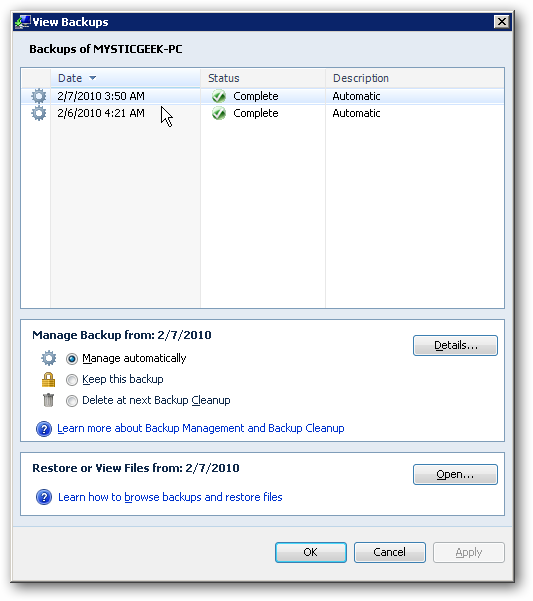 View Backups
Backups of MYSTICGEEK-PC
Date Status Description
2/7/2010 3:50 AM Complete Automatic
2/6/2010 4:21 AM Complete Automatic
Manage Backup from: 2/7/2010
Details...
Manage automatically
Keep this backup
Delete at next Backup Cleanup
Learn more about Backup Management and Backup Cleanup
Restore or View Files from: 2/7/2010
Open...
Learn how to browse backups and restore files
OK Cancel Apply